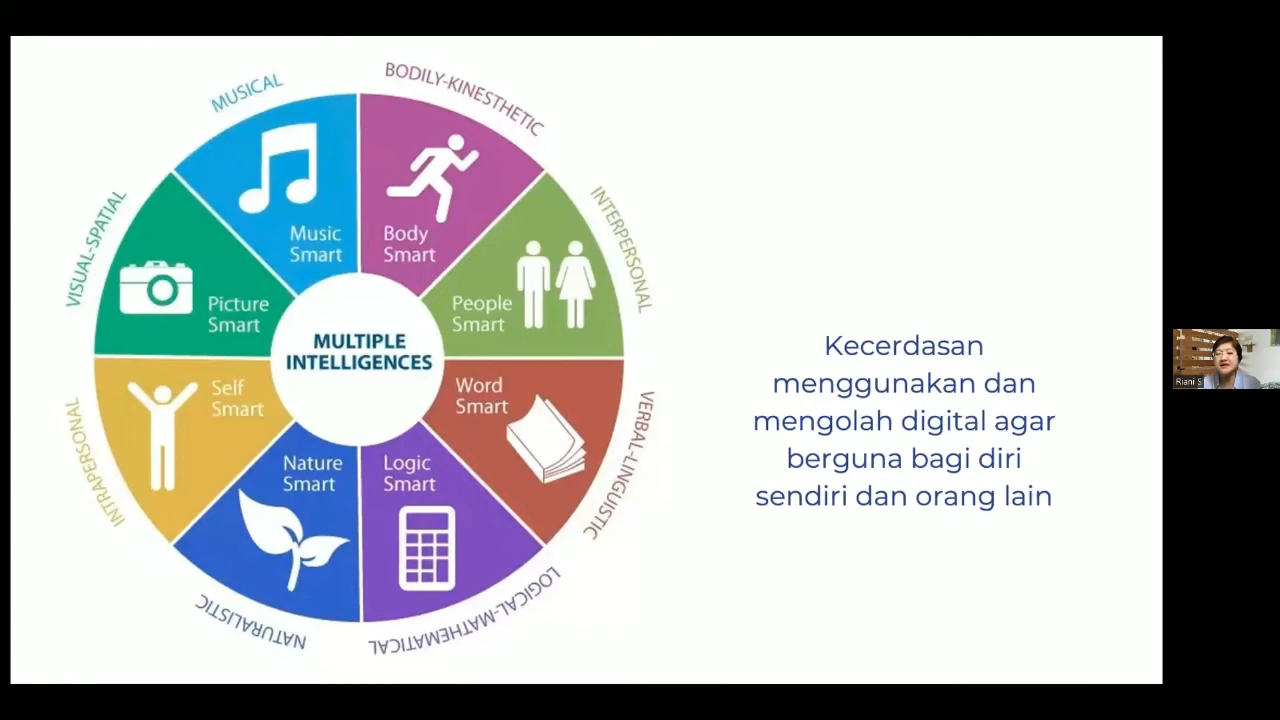 MUSICAL
BODILY-KINESTHETIC
INTERPERSONAL
VERBAL-LINGUISTIC
LOGICAL-MATHEMATICAL
NATURALISTIC
INTRAPERSONAL
VISUAL-SPATIAL
Music
Smart
Body
Smart
People
Smart
Word
Smart
Logic
Smart
Nature
Smart
Self
Smart
Picture
Smart
MULTIPLE
INTELLIGENCES
Kecerdasan
menggunakan dan
mengolah digital agar
berguna bagi diri
sendiri dan orang lain
Riani S